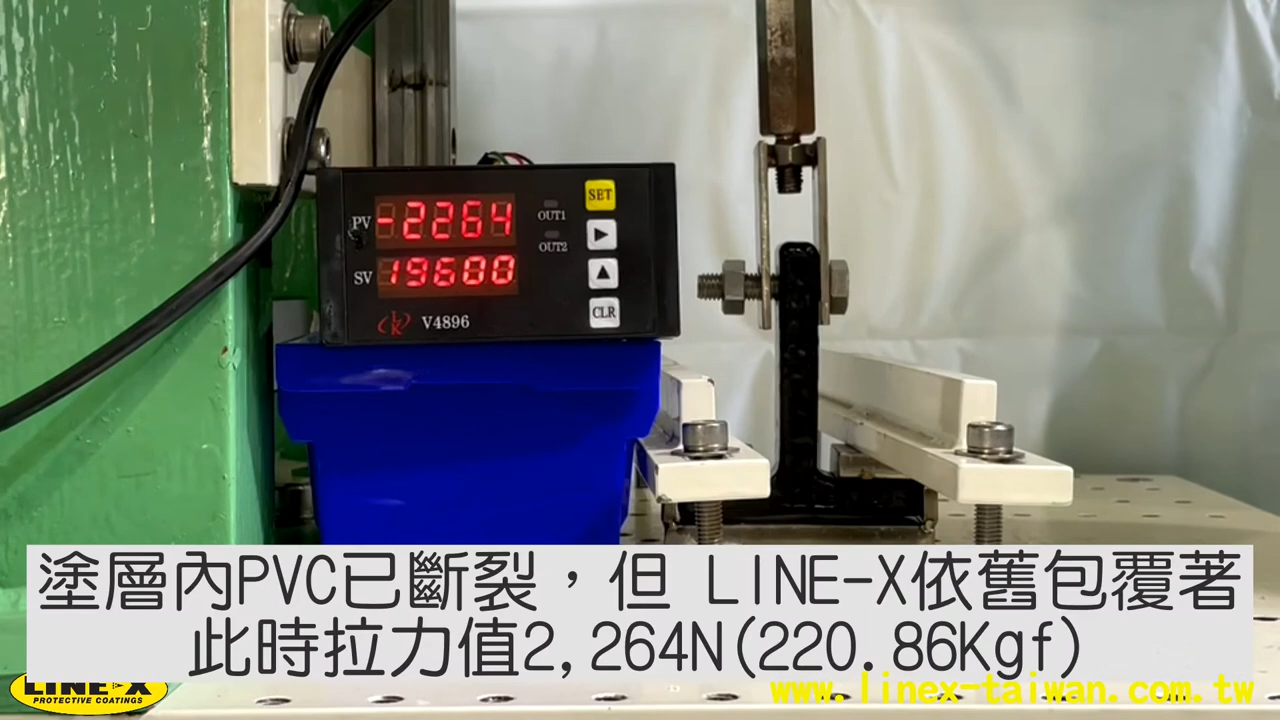 PV -2264
OUT1
SET
OUT2
SV 19600
CLR
LK V4896
塗層內PVC已斷裂，但 LINE-X依舊包覆著
此時拉力值2,264N(220.86Kgf)
LINE-X
PROTECTIVE COATINGS
www.linex-taiwan.com.tw